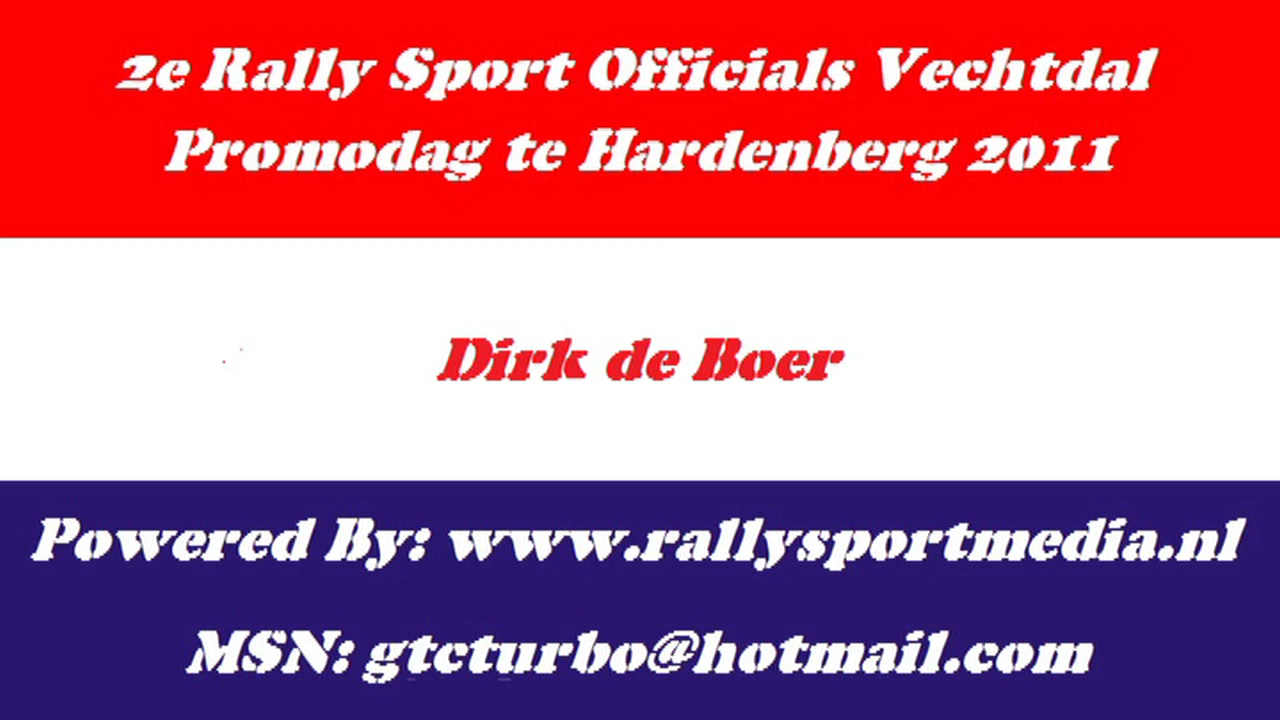 2e Rally Sport Officials Vechtdal
Promodag te Hardenberg 2011
Dirk de Boer
Powered By: www.rallysportmedia.nl
MSN: gtcturbo@hotmail.com